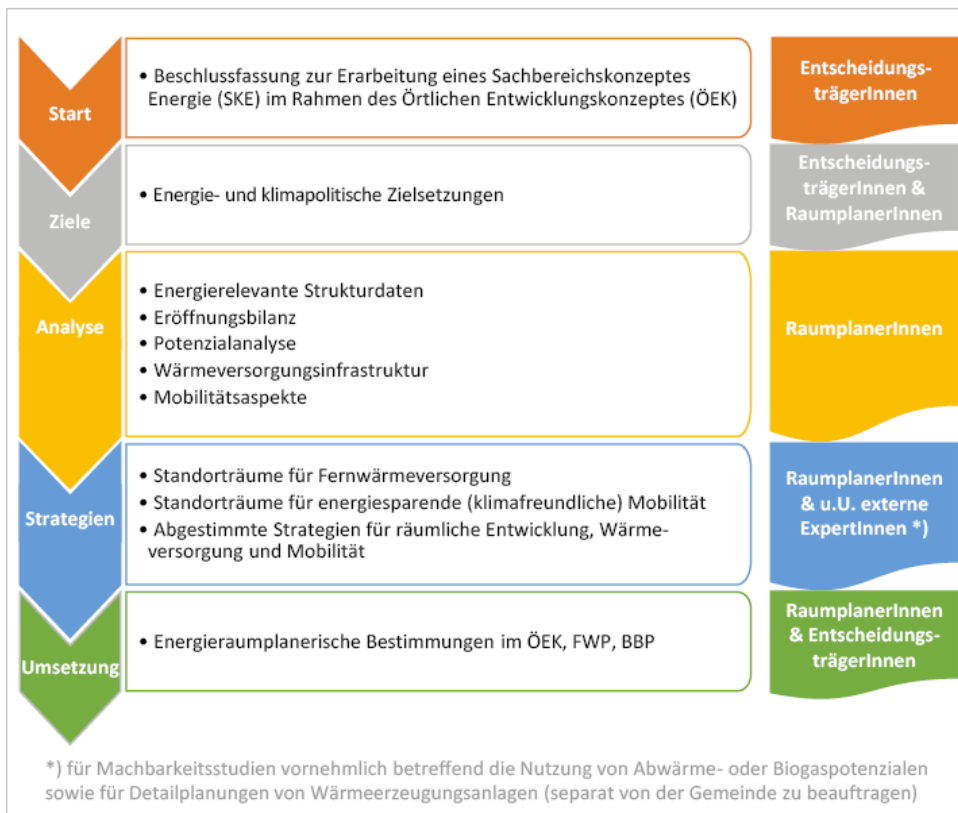 Start
• Beschlussfassung zur Erarbeitung eines Sachbereichskonzeptes
Energie (SKE) im Rahmen des Örtlichen Entwicklungskonzeptes (ÖEK)
Entscheidungs-
trägerInnen
Ziele
• Energie- und klimapolitische Zielsetzungen
Entscheidungs-
trägerInnen &
RaumplanerInnen
Analyse
• Energierelevante Strukturdaten
• Eröffnungsbilanz
• Potenzialanalyse
• Wärmeversorgungsinfrastruktur
• Mobilitätsaspekte
RaumplanerInnen
Strategien
• Standorträume für Fernwärmeversorgung
• Standorträume für energiesparende (klimafreundliche) Mobilität
• Abgestimmte Strategien für räumliche Entwicklung, Wärme-
versorgung und Mobilität
RaumplanerInnen
& u.U. externe
ExpertInnen *)
Umsetzung
• Energieraumplanerische Bestimmungen im ÖEK, FWP, BBP
RaumplanerInnen
& Entscheidungs-
trägerInnen
*) für Machbarkeitsstudien vornehmlich betreffend die Nutzung von Abwärme- oder Biogaspotenzialen
sowie für Detailplanungen von Wärmeerzeugungsanlagen (separat von der Gemeinde zu beauftragen)